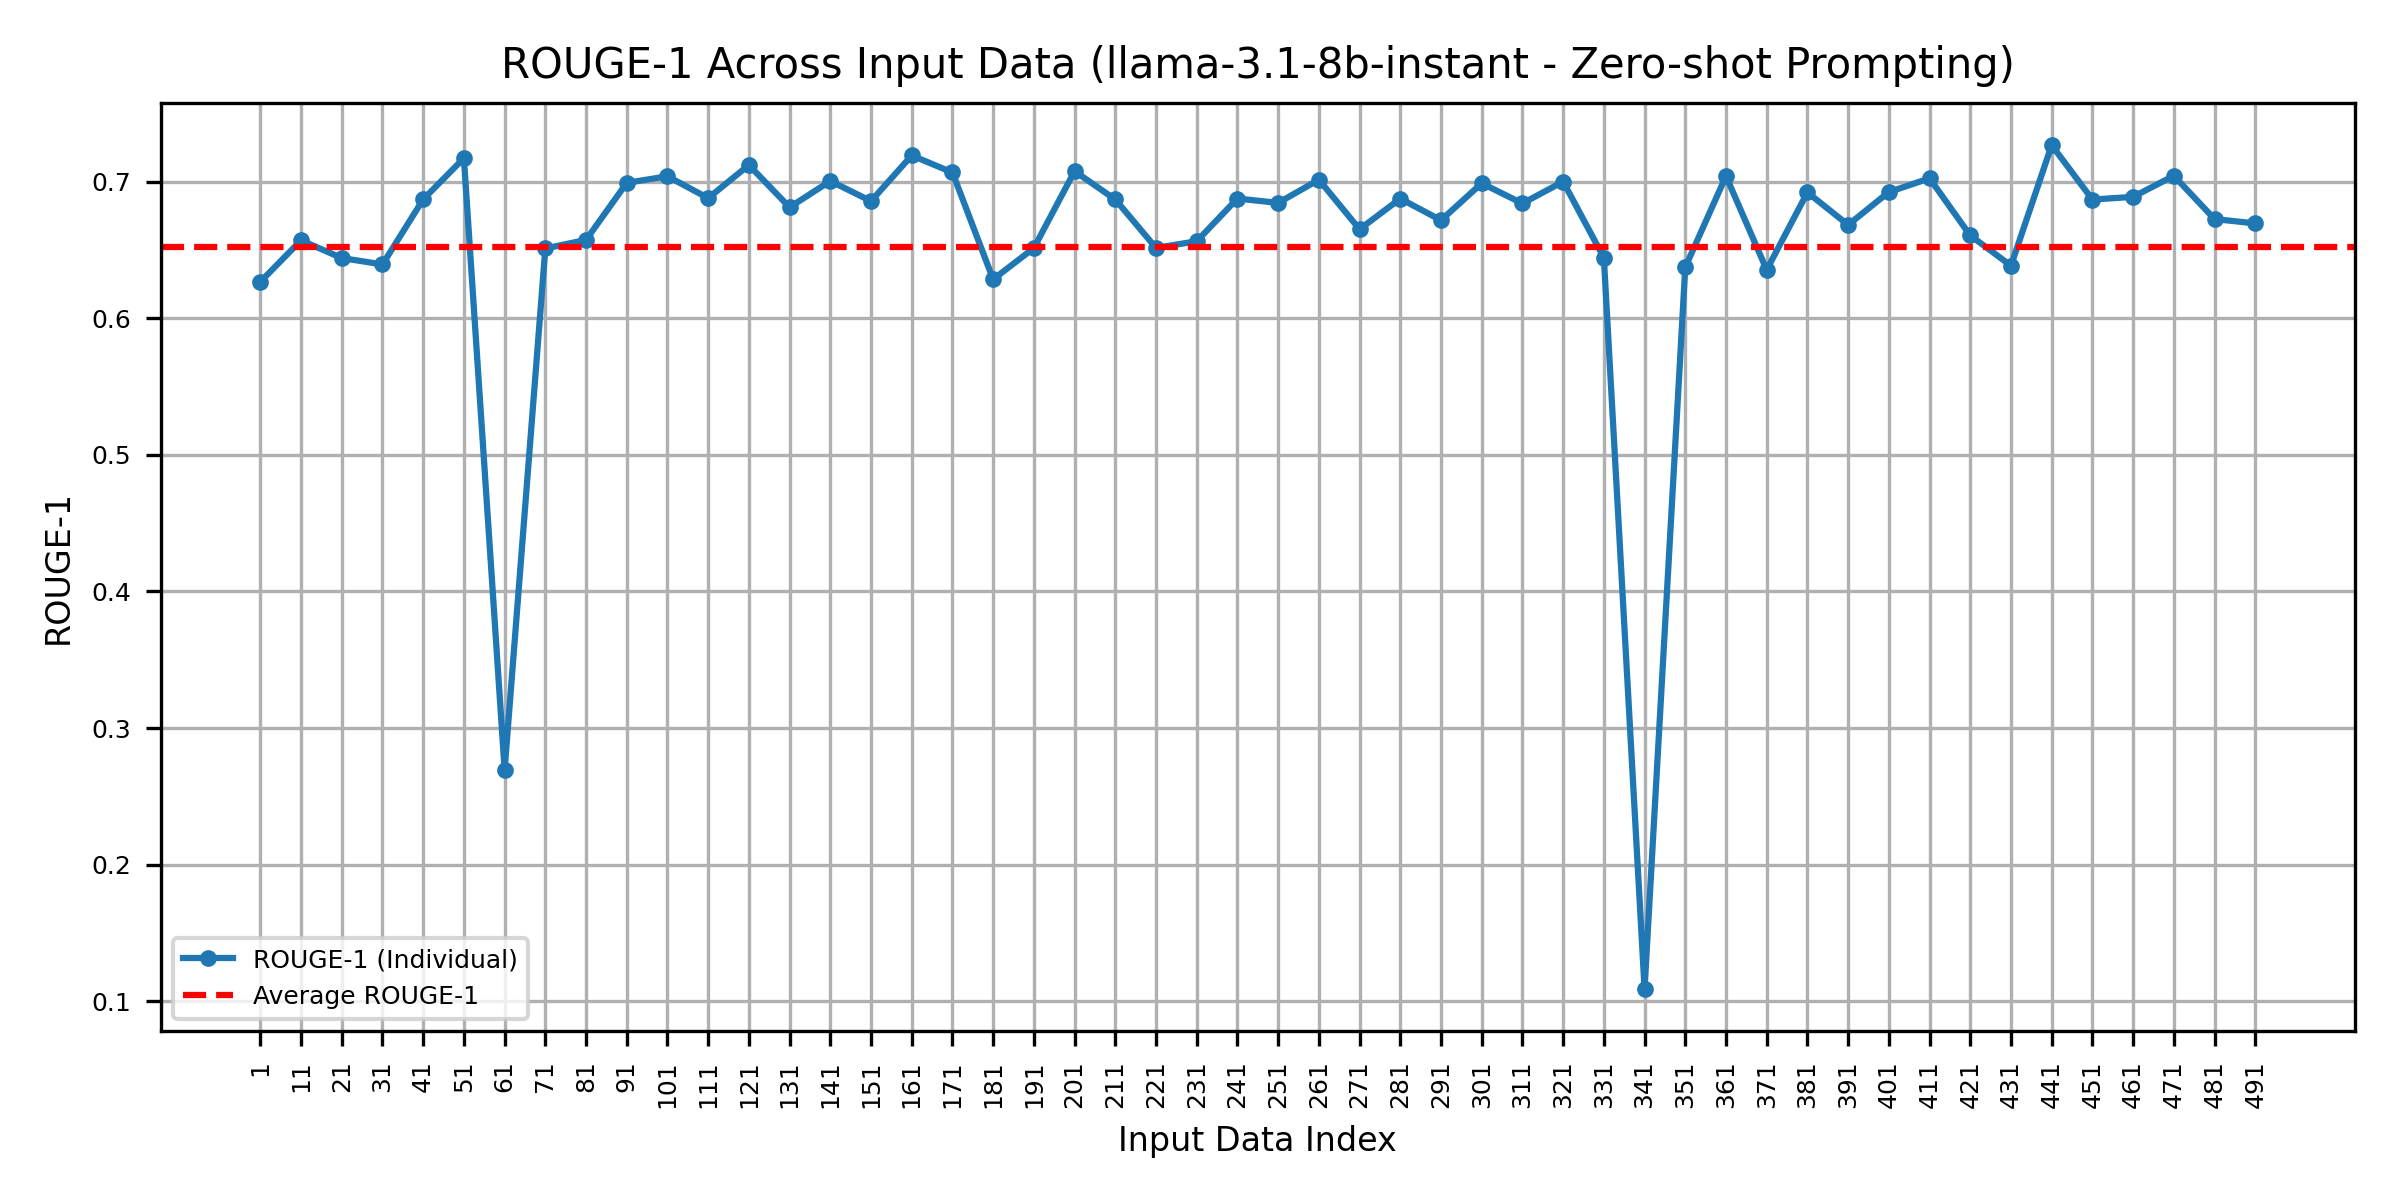 ROUGE-1 Across Input Data (llama-3.1-8b-instant - Zero-shot Prompting)
ROUGE-1
0.7
0.6
0.5
0.4
0.3
0.2
0.1
ROUGE-1 (Individual)
Average ROUGE-1
1 11 21 31 41 51 61 71 81 91 101 111 121 131 141 151 161 171 181 191 201 211 221 231 241 251 261 271 281 291 301 311 321 331 341 351 361 371 381 391 401 411 421 431 441 451 461 471 481 491
Input Data Index